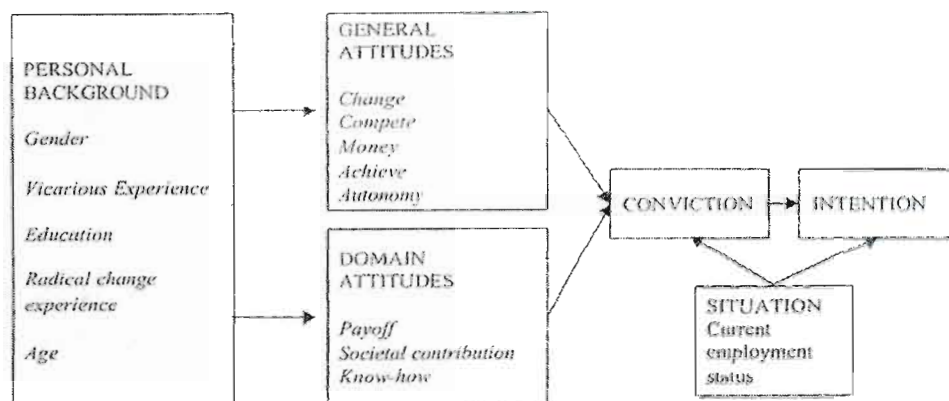 PERSONAL
BACKGROUND
Gender
Vicarious Experience
Education
Radical change
experience
Age
GENERAL
ATTITUDES
Change
Compete
Money
Achieve
Autonomy
DOMAIN
ATTITUDES
Payoff
Societal contribution
Know-how
CONVICTION
INTENTION
SITUATION
Current
employment
status